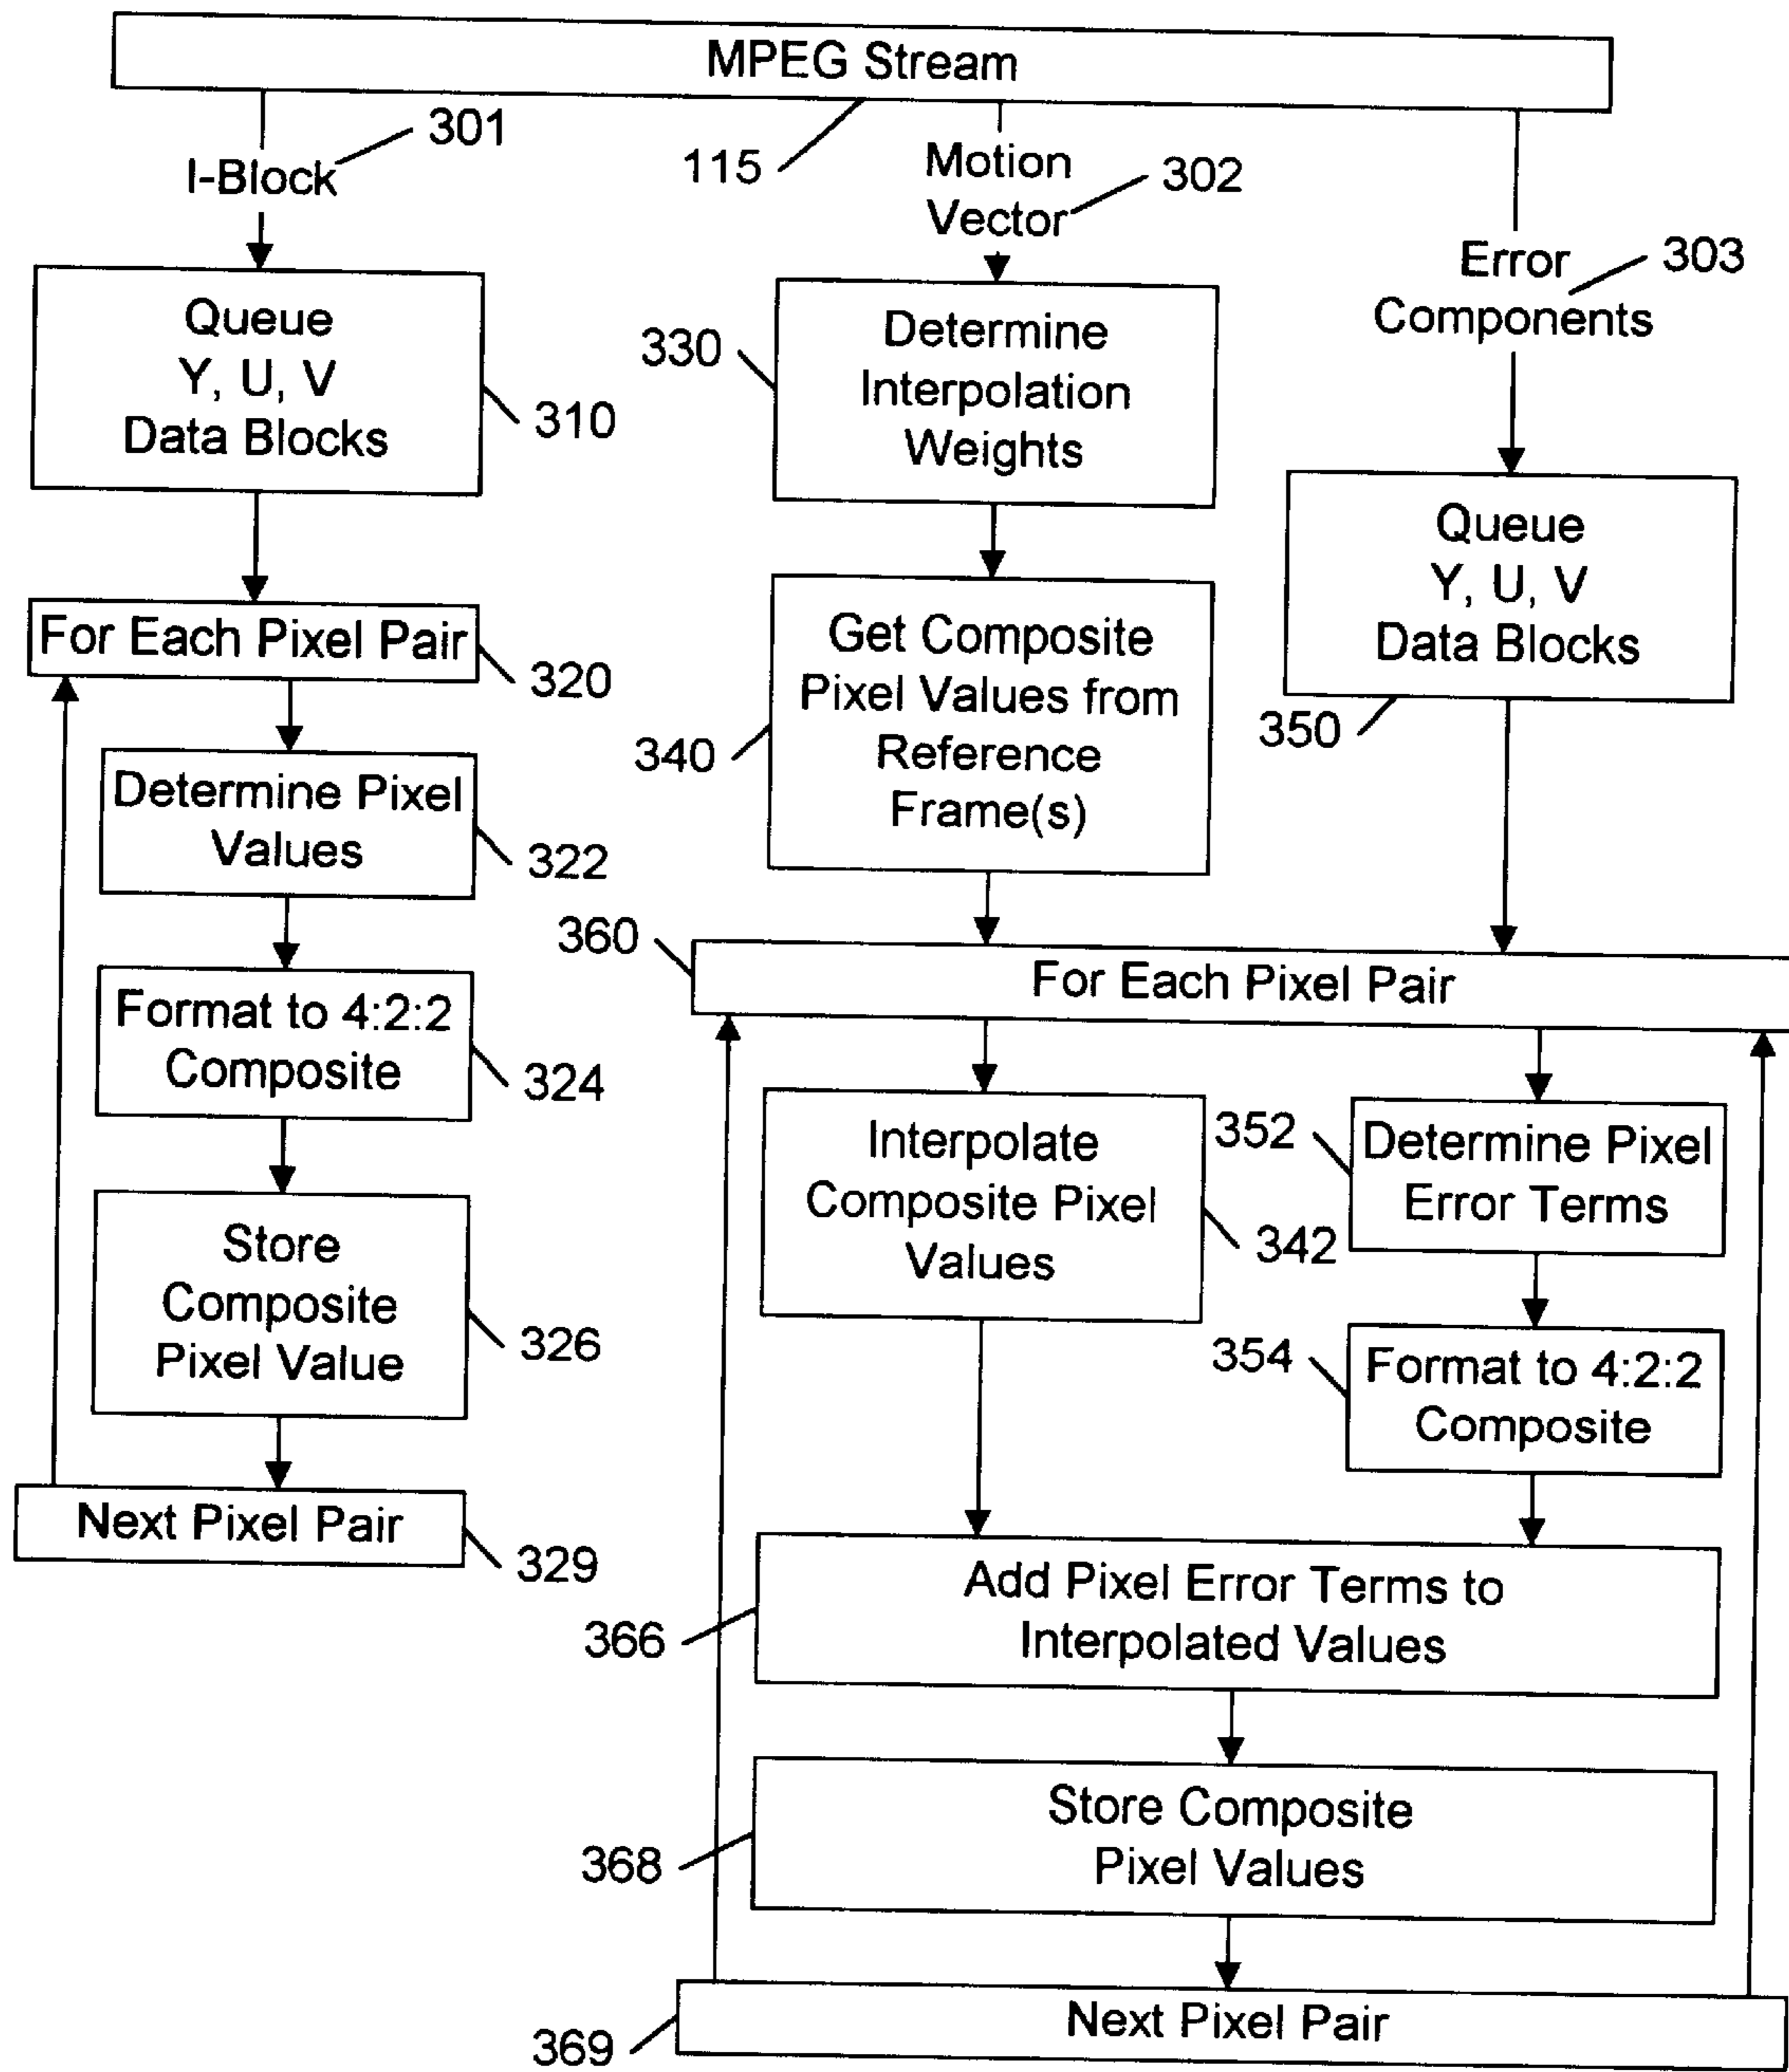 MPEG Stream
115
301
I-Block
Motion
Vector
302
Error
Components
303
Queue
Y, U, V
Data Blocks
310
330
Determine
Interpolation
Weights
Queue
Y, U, V
Data Blocks
350
For Each Pixel Pair
320
340
Get Composite
Pixel Values from
Reference
Frame(s)
Determine Pixel
Values
322
360
For Each Pixel Pair
Format to 4:2:2
Composite
324
Interpolate
Composite Pixel
Values
342
352
Determine Pixel
Error Terms
Store
Composite
Pixel Value
326
354
Format to 4:2:2
Composite
Next Pixel Pair
329
366
Add Pixel Error Terms to
Interpolated Values
368
Store Composite
Pixel Values
369
Next Pixel Pair